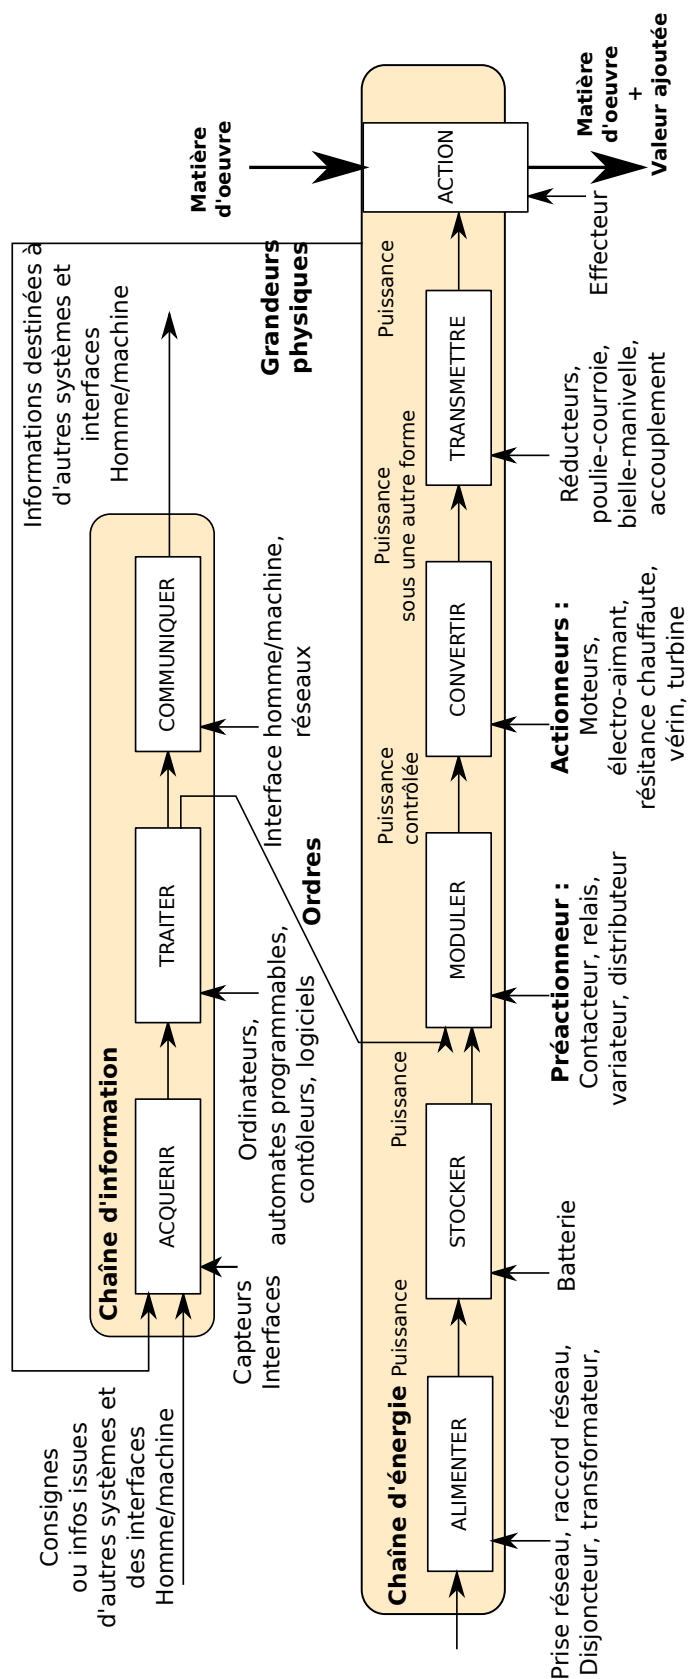 Consignes
ou infos issues
d'autres systèmes et
des interfaces
Homme/machine
Chaîne d'information
ACQUERIR
TRAITER
COMMUNIQUER
Informations destinées à
d'autres systèmes et
interfaces
Homme/machine
Capteurs
Interfaces
Ordinateurs,
automates programmables,
contôleurs, logiciels
Interface homme/machine,
réseaux
Ordres
Grandeurs
physiques
Matière
d'oeuvre
Chaîne d'énergie
Puissance
Puissance
Puissance
contrôlée
Puissance
sous une autre forme
Puissance
ALIMENTER
STOCKER
MODULER
CONVERTIR
TRANSMETTRE
ACTION
Prise réseau, raccord réseau,
Disjoncteur, transformateur,
Batterie
Préactionneur :
Contacteur, relais,
variateur, distributeur
Actionneurs :
Moteurs,
électro-aimant,
résitance chauffaute,
vérin, turbine
Réducteurs,
poulie-courroie,
bielle-manivelle,
accouplement
Effecteur
Matière
d'oeuvre
+
Valeur ajoutée